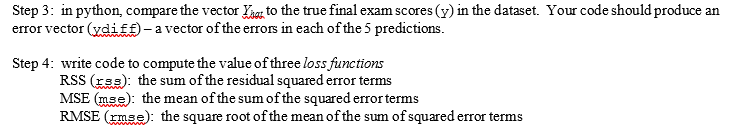 Step 3: in python, compare the vector Yhat to the true final exam scores (y) in the dataset. Your code should produce an
error vector (ydiff) – a vector of the errors in each of the 5 predictions.
Step 4: write code to compute the value of three loss functions
RSS (rss): the sum of the residual squared error terms
MSE (mse): the mean of the sum of the squared error terms
RMSE (rmse): the square root of the mean of the sum of squared error terms